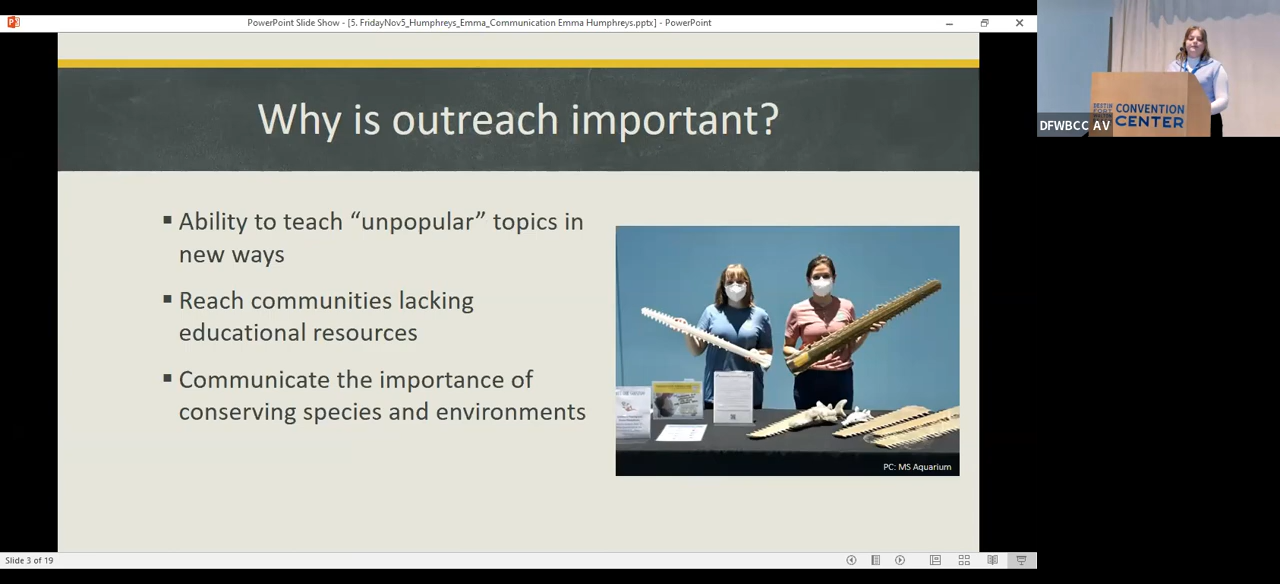 PowerPoint Slide Show - [5. FridayNov5_Humphreys_Emma_Communication Emma Humphreys.pptx] - PowerPoint
Why is outreach important?
▪ Ability to teach “unpopular” topics in
new ways
▪ Reach communities lacking
educational resources
▪ Communicate the importance of
conserving species and environments
PC: MS Aquarium
CONVENTION
CENTER
DFWBCC AV
Slide 3 of 19